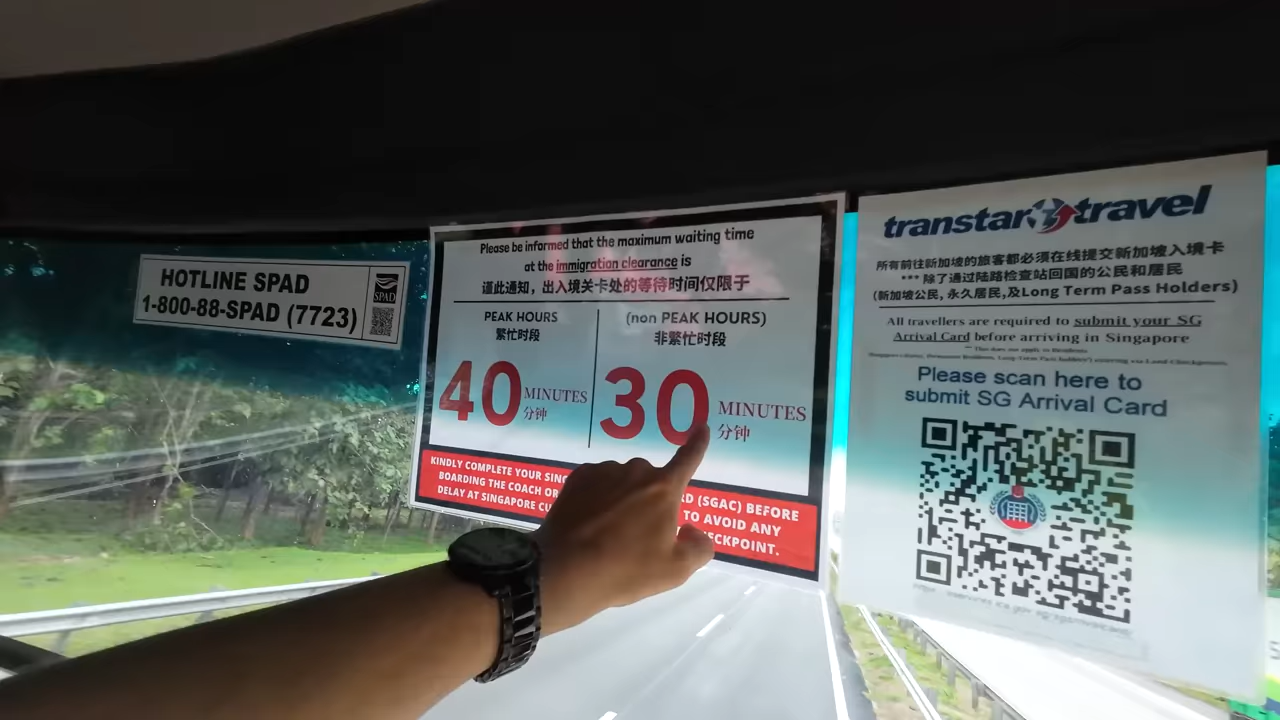 HOTLINE SPAD
1-800-88-SPAD (7723)
SPAD
Please be informed that the maximum waiting time
at the immigration clearance is
谨此通知，出入境关卡处的等待时间仅限于
PEAK HOURS
繁忙时段
40 MINUTES
分钟
(non PEAK HOURS)
非繁忙时段
30 MINUTES
分钟
KINDLY COMPLETE YOUR RD (SGAC) BEFORE
BOARDING THE COACH TO AVOID ANY
DELAY AT SINGAPORE
transtar travel
所有前往新加坡的旅客都必须在线提交新加坡入境卡
*** 除了通过陆路检查站回国的公民和居民
(新加坡公民, 永久居民,及Long Term Pass Holders)
All travellers are required to submit your SG
Arrival Card before arriving in Singapore
** This does not apply to Residents
Please scan here to
submit SG Arrival Card